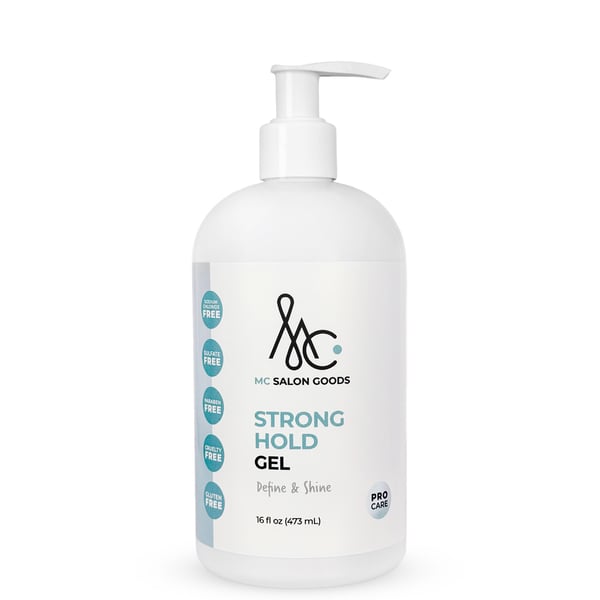 SODIUM
CHLORIDE
FREE
SULFATE
FREE
PARABEN
FREE
CRUELTY
FREE
GLUTEN
FREE
MC.
MC SALON GOODS
STRONG
HOLD
GEL
Define & Shine
16 fl oz (473 mL)
PRO
CARE